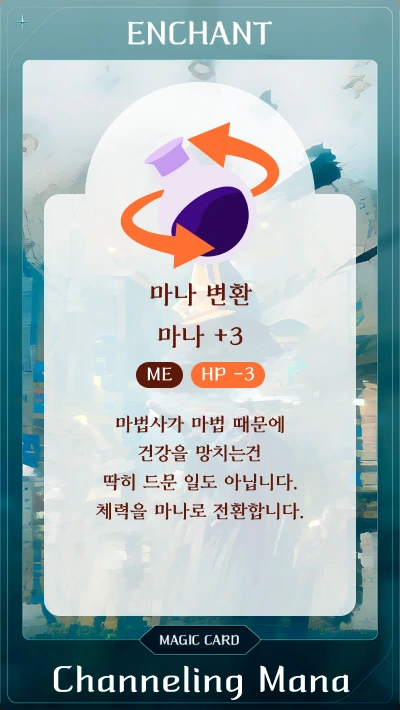 ENCHANT
마나 변환
마나 +3
ME HP -3
마법사가 마법 때문에
건강을 망치는건
딱히 드문 일도 아닙니다.
체력을 마나로 전환합니다.
MAGIC CARD
Channeling Mana